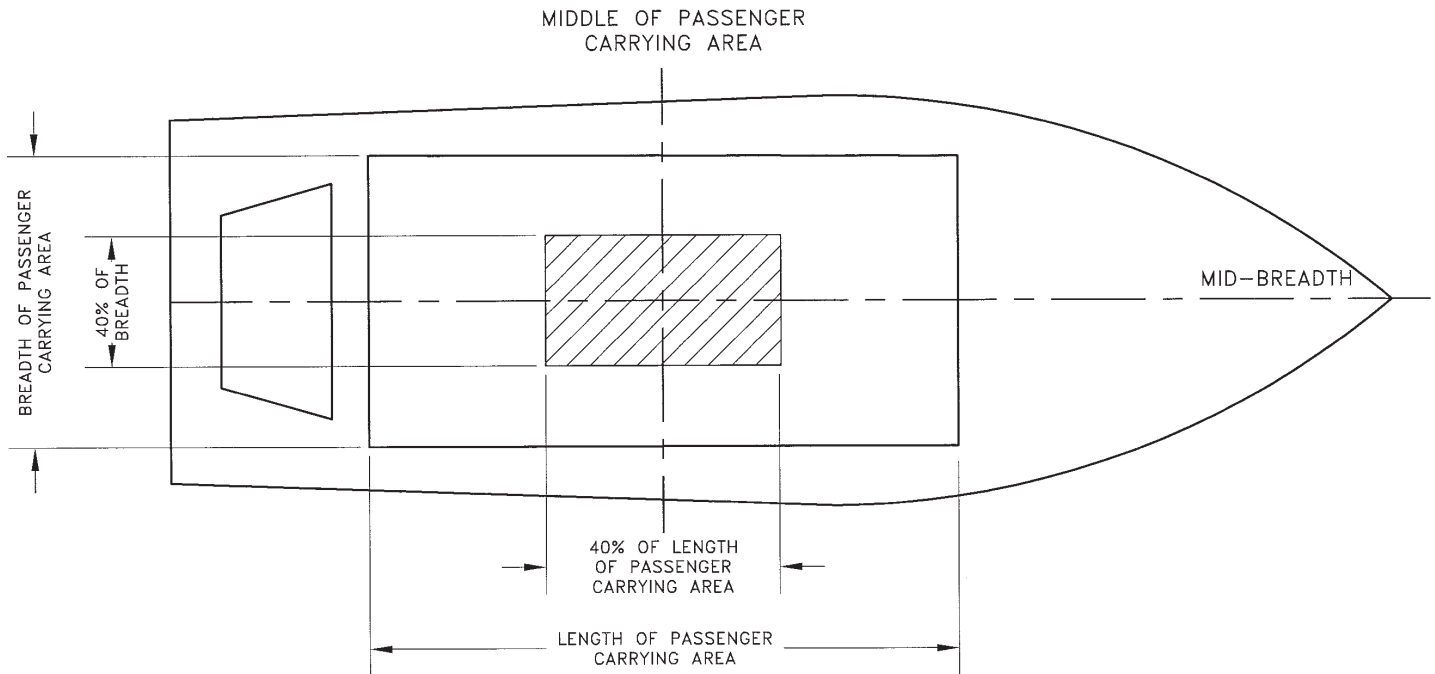 MIDDLE OF PASSENGER
CARRYING AREA
BREADTH OF PASSENGER
CARRYING AREA
40% OF
BREADTH
MID-BREADTH
40% OF LENGTH
OF PASSENGER
CARRYING AREA
LENGTH OF PASSENGER
CARRYING AREA